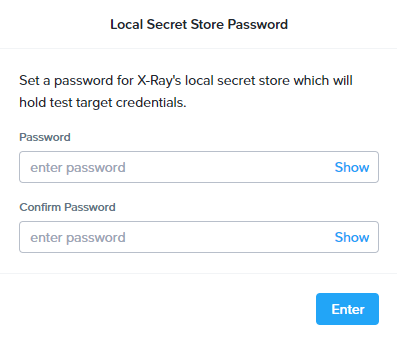 Local Secret Store Password
Set a password for X-Ray's local secret store which will
hold test target credentials.
Password
enter password Show
Confirm Password
enter password Show
Enter